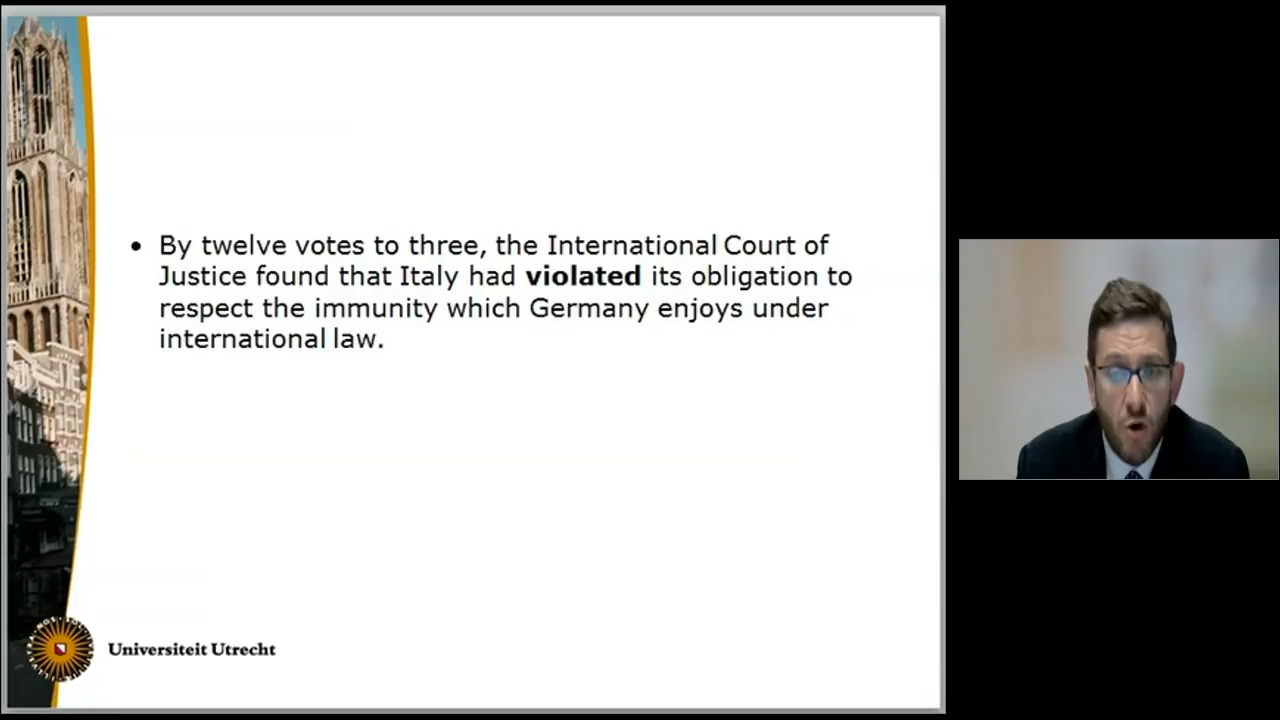 • By twelve votes to three, the International Court of
Justice found that Italy had violated its obligation to
respect the immunity which Germany enjoys under
international law.
Universiteit Utrecht